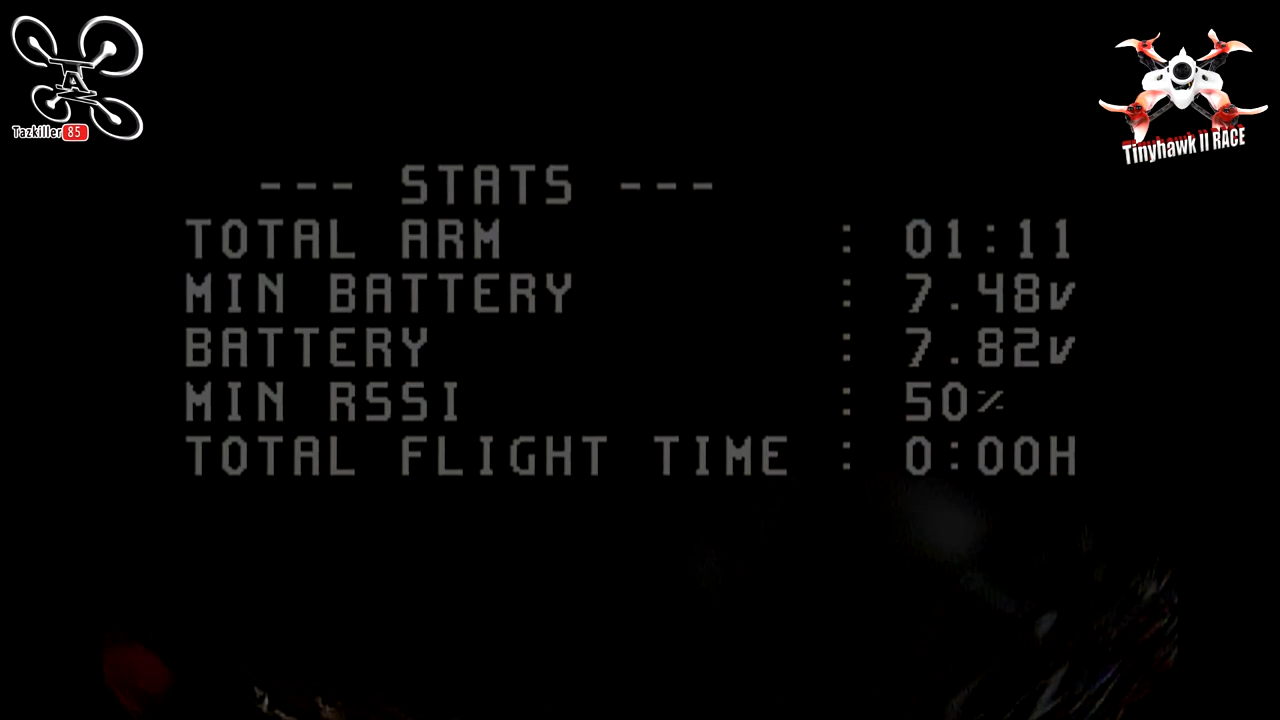 Tazkiller 85
Tinyhawk II RACE
--- STATS ---
TOTAL ARM : 01:11
MIN BATTERY : 7.48V
BATTERY : 7.82V
MIN RSSI : 50%
TOTAL FLIGHT TIME : 0:00H